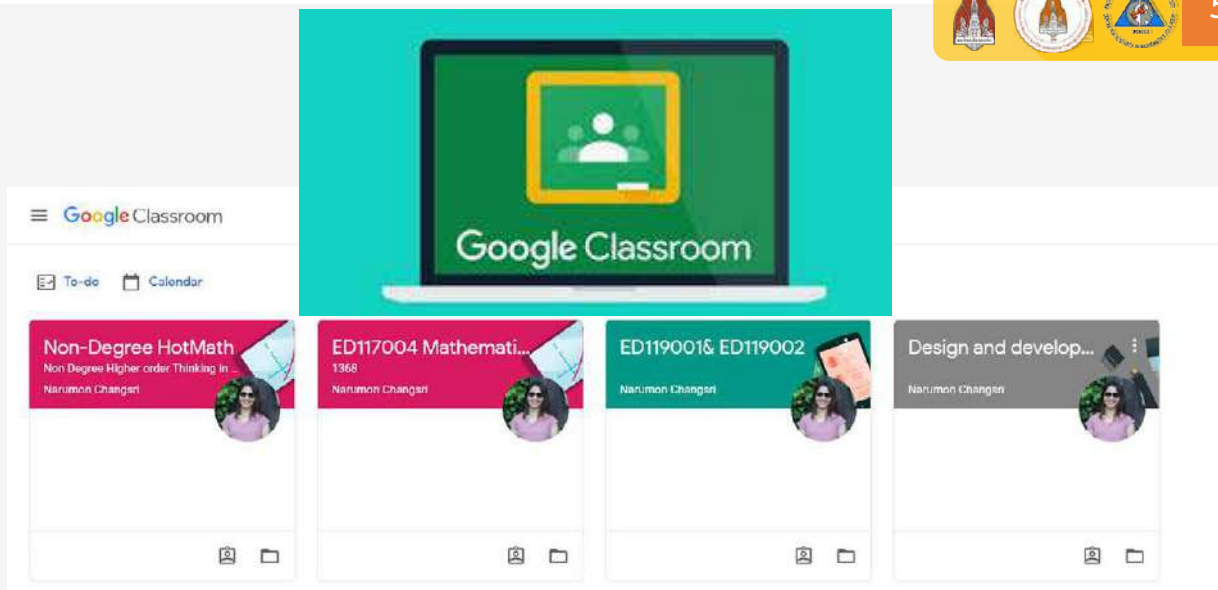 5
Google Classroom
Google Classroom
To-do Calendar
Non-Degree HotMath
Non Degree Higher order Thinking in ...
Narumon Changsri
ED117004 Mathemati...
1368
Narumon Changsri
ED119001& ED119002
Narumon Changsri
Design and develop...
Narumon Changsri